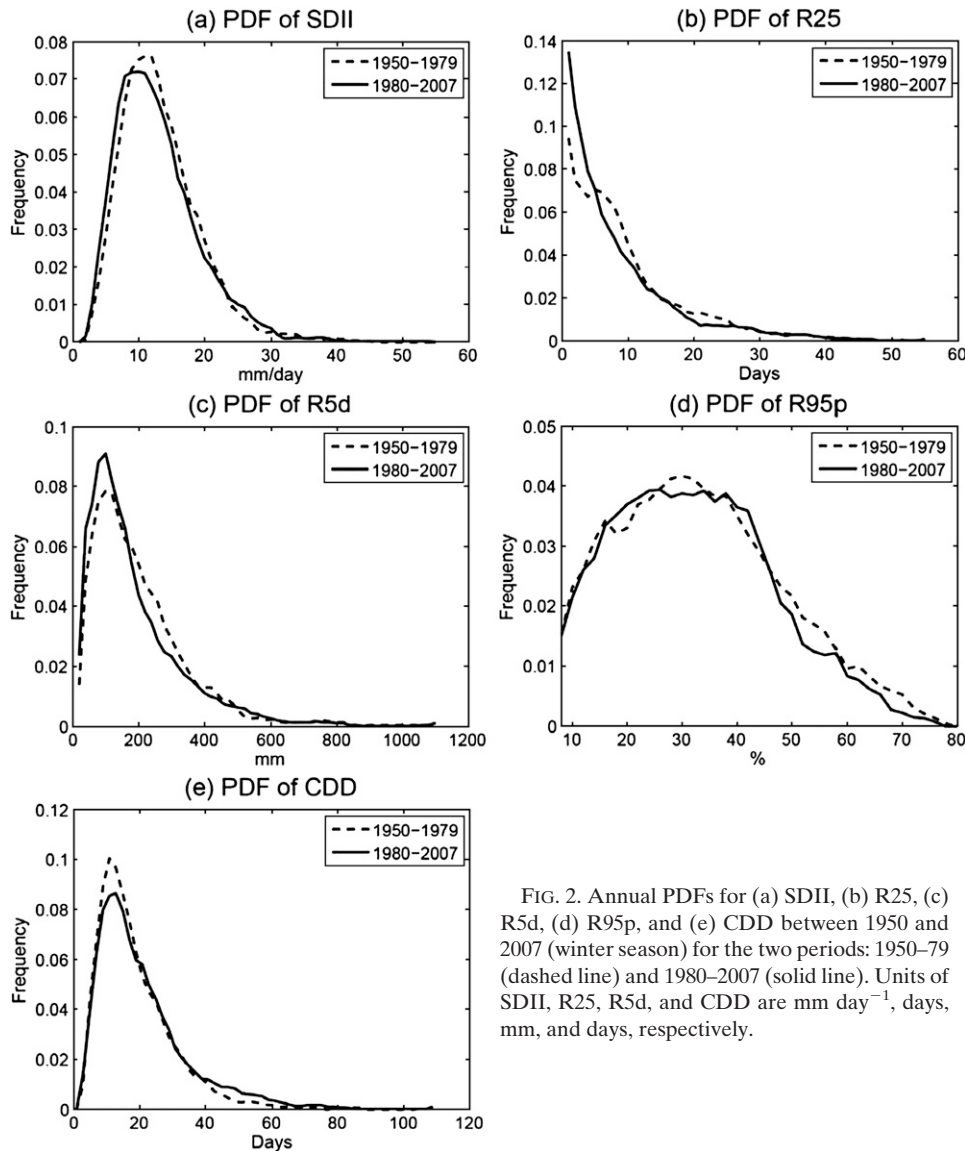 (a) PDF of SDII
0.08
0.07
0.06
0.05
0.04
0.03
0.02
0.01
0
Frequency
0 10 20 30 40 50 60
mm/day
1950−1979
1980−2007
(b) PDF of R25
0.14
0.12
0.1
0.08
0.06
0.04
0.02
0
Frequency
0 10 20 30 40 50 60
Days
1950−1979
1980−2007
(c) PDF of R5d
0.1
0.08
0.06
0.04
0.02
0
Frequency
0 200 400 600 800 1000 1200
mm
1950−1979
1980−2007
(d) PDF of R95p
0.05
0.04
0.03
0.02
0.01
0
Frequency
10 20 30 40 50 60 70 80
%
1950−1979
1980−2007
(e) PDF of CDD
0.12
0.1
0.08
0.06
0.04
0.02
0
Frequency
0 20 40 60 80 100 120
Days
1950−1979
1980−2007
FIG. 2. Annual PDFs for (a) SDII, (b) R25, (c)
R5d, (d) R95p, and (e) CDD between 1950 and
2007 (winter season) for the two periods: 1950–79
(dashed line) and 1980–2007 (solid line). Units of
SDII, R25, R5d, and CDD are mm day−1, days,
mm, and days, respectively.